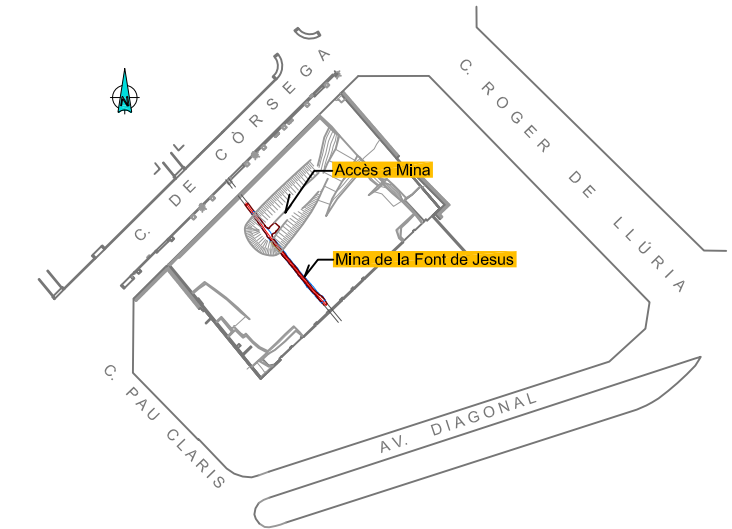 C. DE CÒRSEGA
C. ROGER DE LLÚRIA
N
Accès a Mina
Mina de la Font de Jesus
C. PAU CLARIS
AV. DIAGONAL